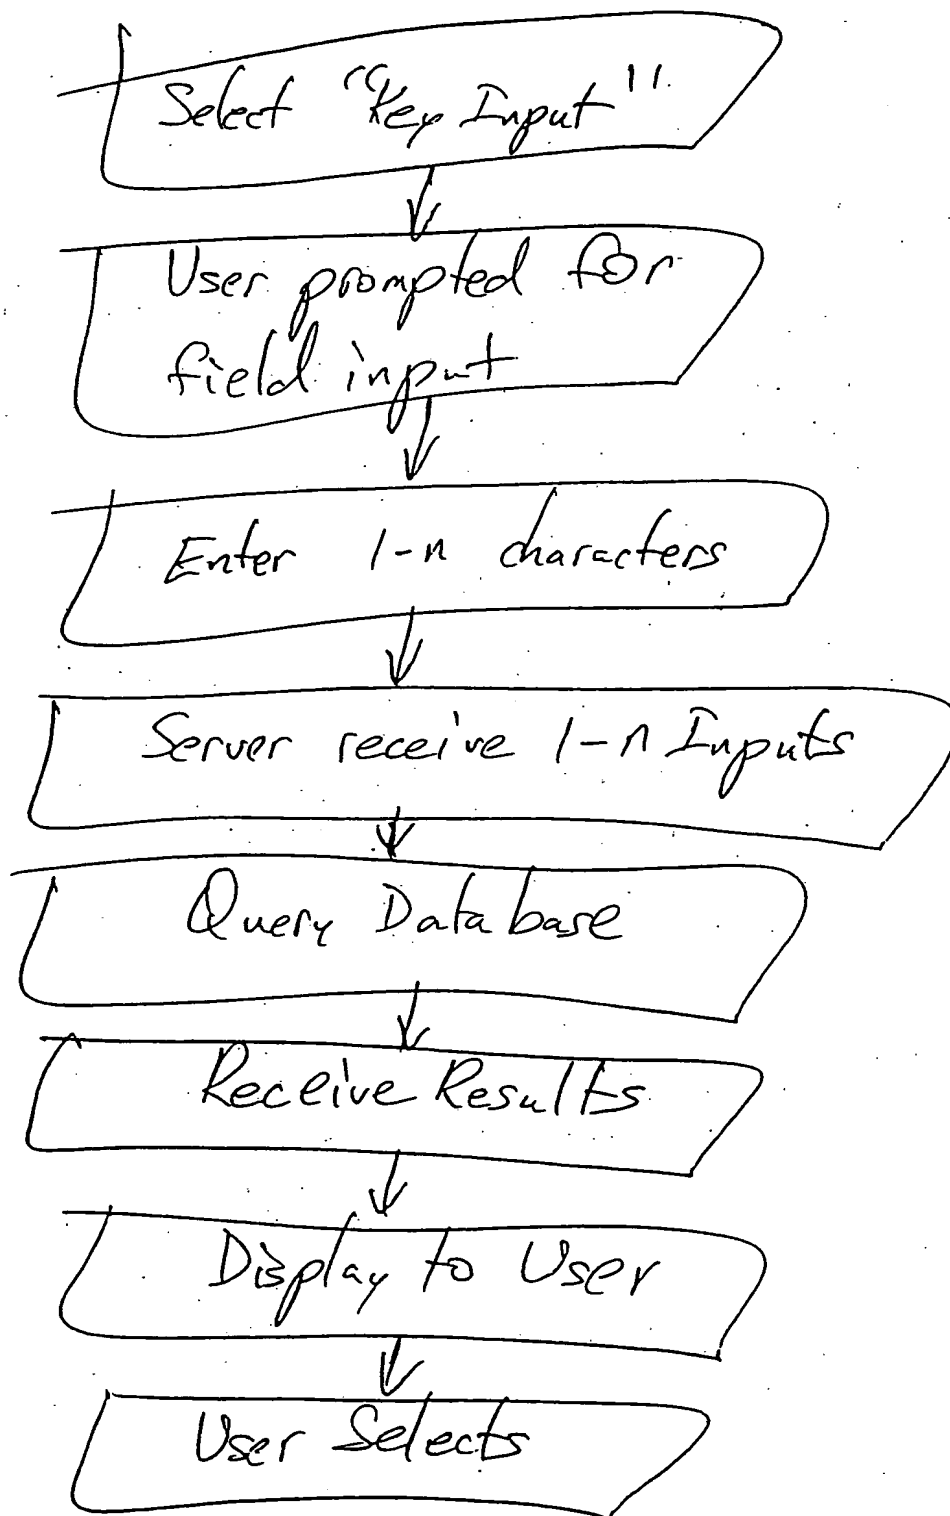 Select "Key Input"
User prompted for
field input
Enter 1-n characters
Server receive 1-n Inputs
Query Database
Receive Results
Display to User
User Selects